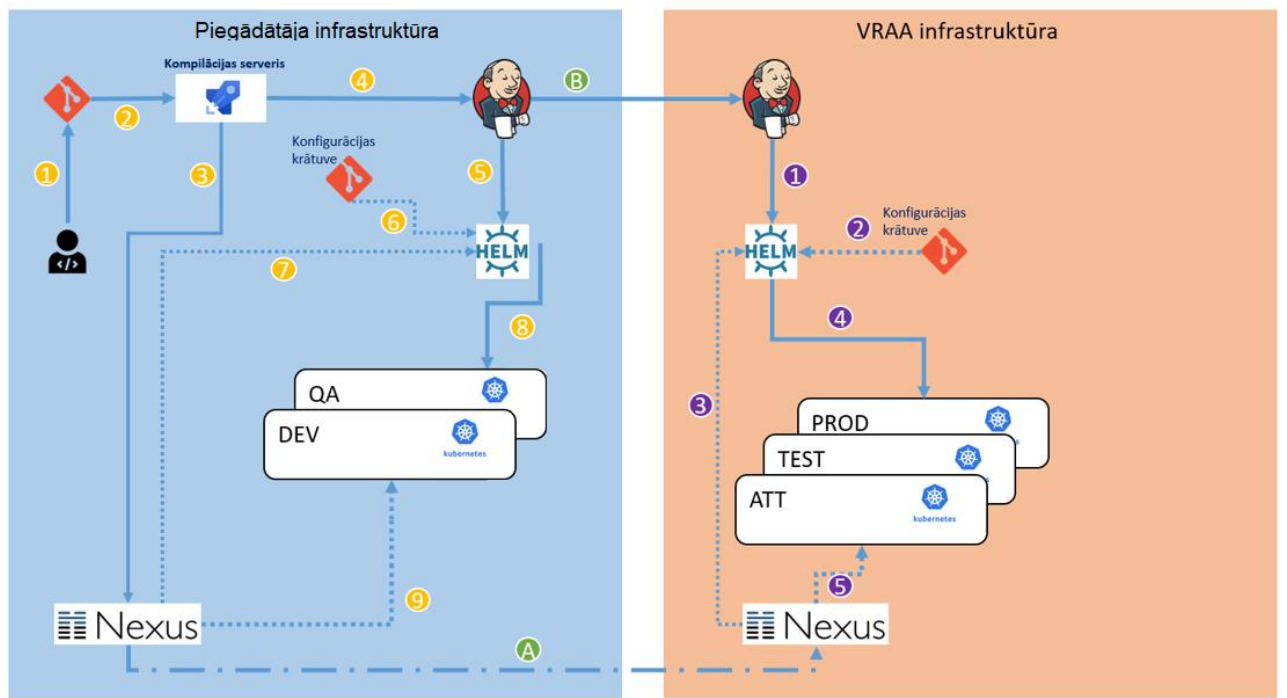 Piegādātāja infrastruktūra
VRAA infrastruktūra
Kompilācijas serveris
4
B
2
Konfigurācijas
krātuve
1
3
5
1
6
2
Konfigurācijas
krātuve
</>
HELM
HELM
7
8
4
QA
3
DEV
kubernetes
PROD
TEST
ATT
kubernetes
9
5
Nexus
Nexus
A